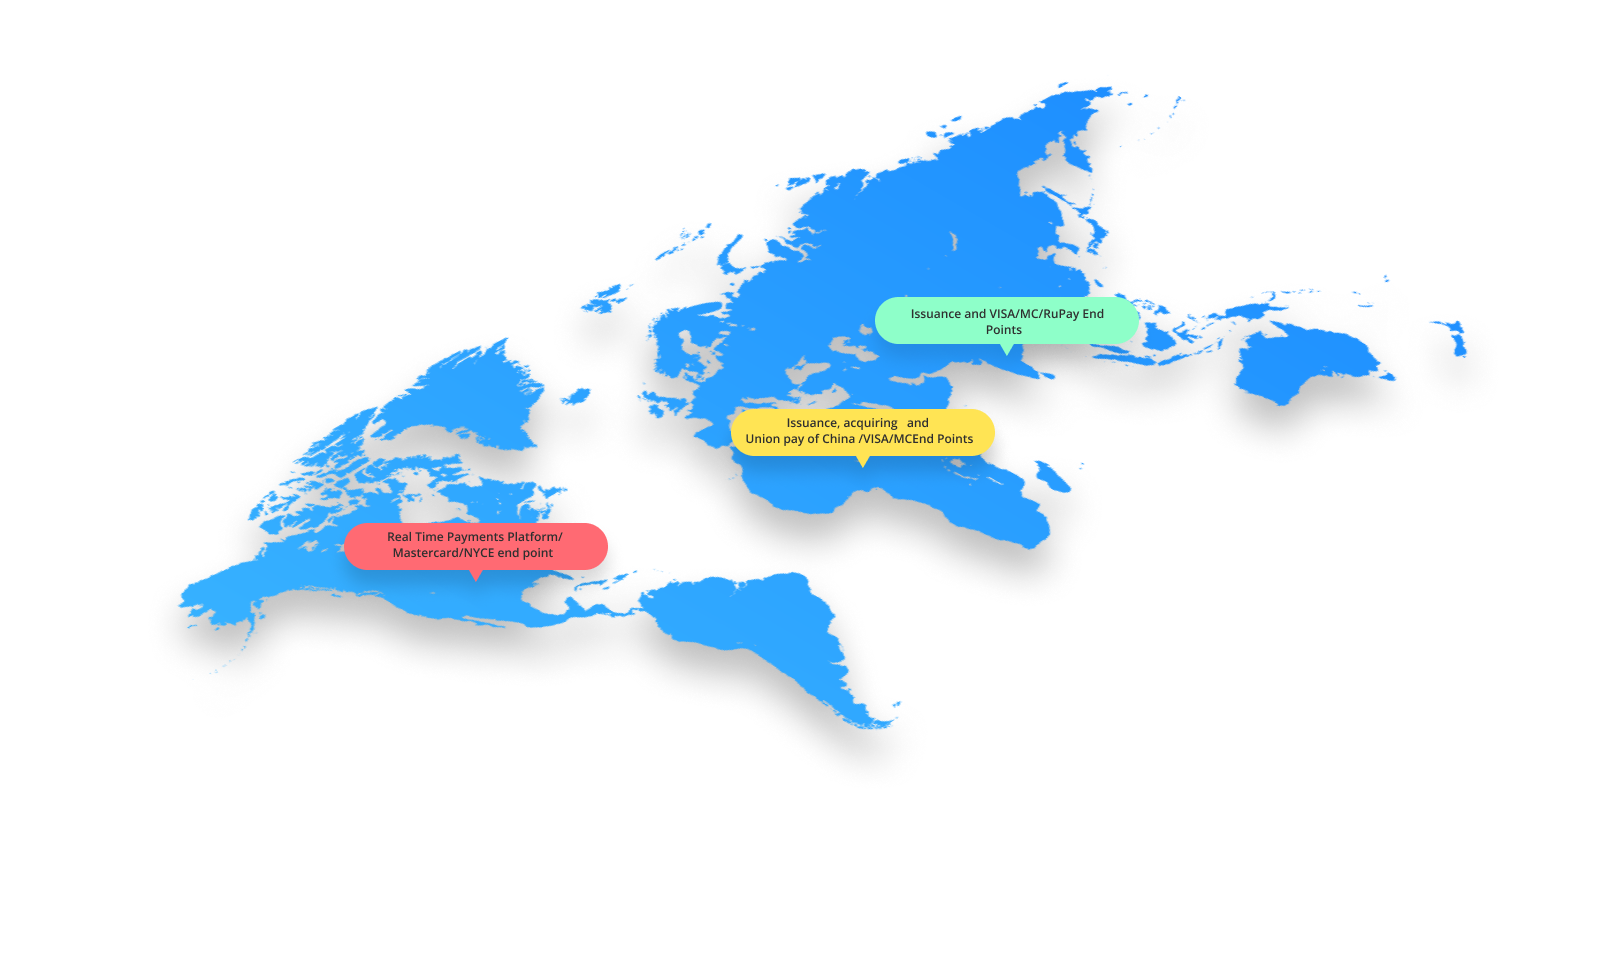 Issuance and VISA/MC/RuPay End
Points
Issuance, acquiring and
Union pay of China /VISA/MCEnd Points
Real Time Payments Platform/
Mastercard/NYCE end point